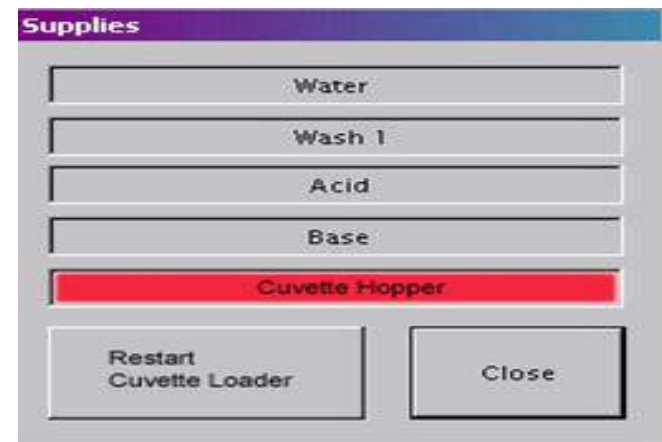 Supplies
Water
Wash 1
Acid
Base
Cuvette Hopper
Restart
Cuvette Loader
Close